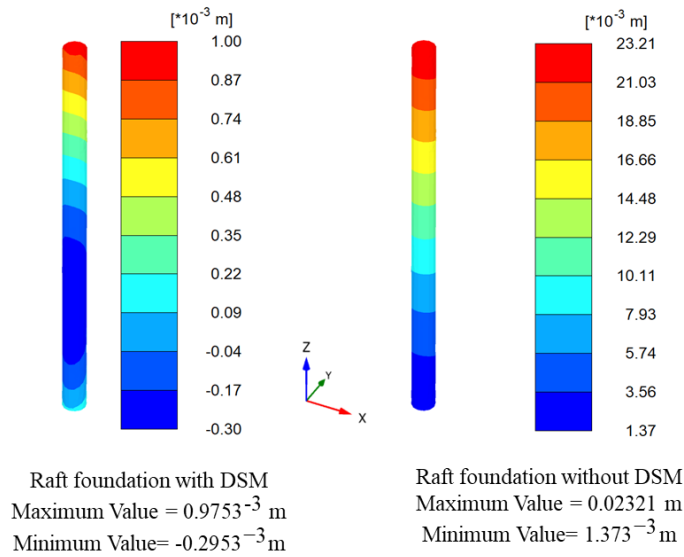 [*10⁻³ m]
1.00
0.87
0.74
0.61
0.48
0.35
0.22
0.09
-0.04
-0.17
-0.30
[*10⁻³ m]
23.21
21.03
18.85
16.66
14.48
12.29
10.11
7.93
5.74
3.56
1.37
Z
Y
X
Raft foundation with DSM
Maximum Value = 0.9753⁻³ m
Minimum Value= -0.2953⁻³ m
Raft foundation without DSM
Maximum Value = 0.02321 m
Minimum Value= 1.373⁻³ m